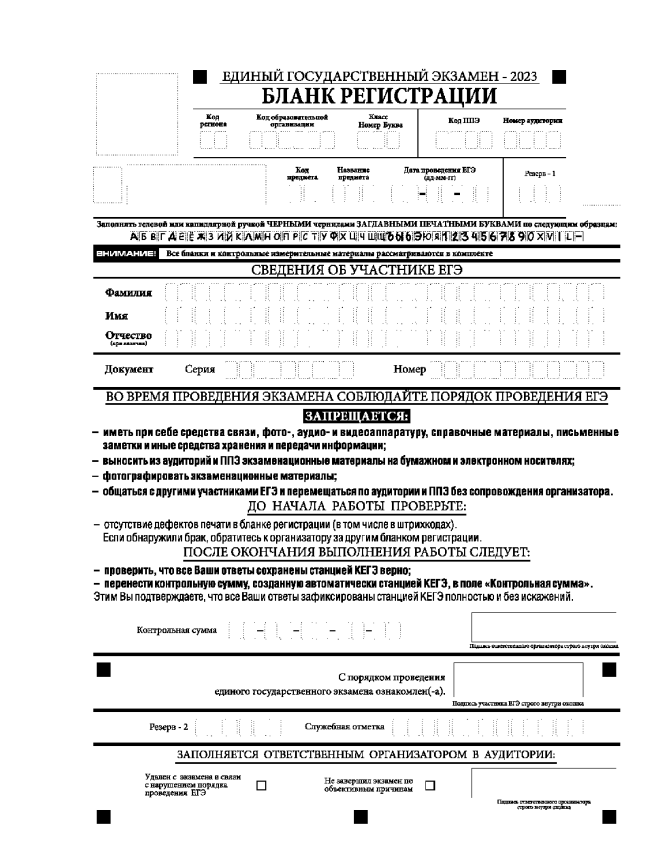 ЕДИНЫЙ ГОСУДАРСТВЕННЫЙ ЭКЗАМЕН - 2023
БЛАНК РЕГИСТРАЦИИ
Код региона Код образовательной организации Класс Номер Буква Код ППЭ Номер аудитории
Код предмета Название предмета Дата проведения ЕГЭ (дд-мм-гг) Резерв - 1
Заполнять гелевой или капиллярной ручкой ЧЕРНЫМИ чернилами ЗАГЛАВНЫМИ ПЕЧАТНЫМИ БУКВАМИ по следующим образцам:
АБВГДЕЁЖЗИЙКЛМНОПРСТУФХЦЧШЩЪЫЬЭЮЯ1234567890XVIL-
ВНИМАНИЕ! Все бланки и контрольные измерительные материалы рассматриваются в комплекте
СВЕДЕНИЯ ОБ УЧАСТНИКЕ ЕГЭ
Фамилия
Имя
Отчество
(при наличии)
Документ Серия Номер
ВО ВРЕМЯ ПРОВЕДЕНИЯ ЭКЗАМЕНА СОБЛЮДАЙТЕ ПОРЯДОК ПРОВЕДЕНИЯ ЕГЭ
ЗАПРЕЩАЕТСЯ:
– иметь при себе средства связи, фото-, аудио- и видеоаппаратуру, справочные материалы, письменные
заметки и иные средства хранения и передачи информации;
– выносить из аудиторий и ППЭ экзаменационные материалы на бумажном и электронном носителях;
– фотографировать экзаменационные материалы;
– общаться с другими участниками ЕГЭ и перемещаться по аудитории и ППЭ без сопровождения организатора.
ДО НАЧАЛА РАБОТЫ ПРОВЕРЬТЕ:
– отсутствие дефектов печати в бланке регистрации (в том числе в штрихкодах).
Если обнаружили брак, обратитесь к организатору за другим бланком регистрации.
ПОСЛЕ ОКОНЧАНИЯ ВЫПОЛНЕНИЯ РАБОТЫ СЛЕДУЕТ:
– проверить, что все Ваши ответы сохранены станцией КЕГЭ верно;
– перенести контрольную сумму, созданную автоматически станцией КЕГЭ, в поле «Контрольная сумма».
Этим Вы подтверждаете, что все Ваши ответы зафиксированы станцией КЕГЭ полностью и без искажений.
Контрольная сумма
Подпись ответственного организатора строго внутри окошка
С порядком проведения
единого государственного экзамена ознакомлен(-а).
Подпись участника ЕГЭ строго внутри окошка
Резерв - 2 Служебная отметка
ЗАПОЛНЯЕТСЯ ОТВЕТСТВЕННЫМ ОРГАНИЗАТОРОМ В АУДИТОРИИ:
Удален с экзамена в связи
с нарушением порядка
проведения ЕГЭ
Не завершил экзамен по
объективным причинам
Подпись ответственного организатора
строго внутри окошка